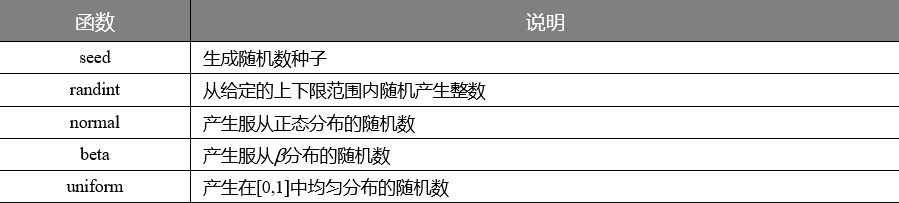 函数 说明
seed 生成随机数种子
randint 从给定的上下限范围内随机产生整数
normal 产生服从正态分布的随机数
beta 产生服从β分布的随机数
uniform 产生在[0,1]中均匀分布的随机数